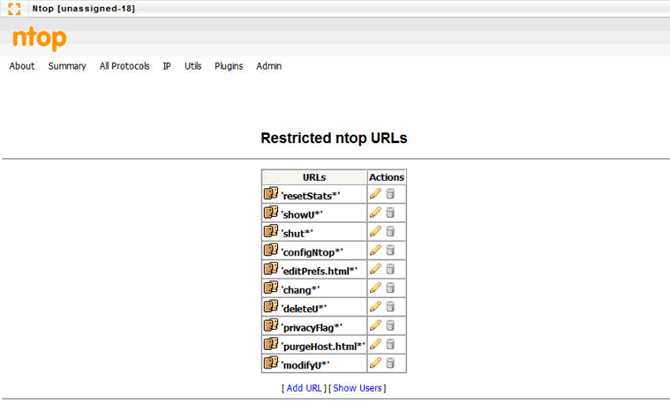 Ntop [unassigned-18]
ntop
About Summary All Protocols IP Utils Plugins Admin
Restricted ntop URLs
URLs Actions
'resetStats*'
'showU*'
'shut*'
'configNtop*'
'editPrefs.html*'
'chang*'
'deleteU*'
'privacyFlag*'
'purgeHost.html*'
'modifyU*'
[ Add URL ] [ Show Users ]